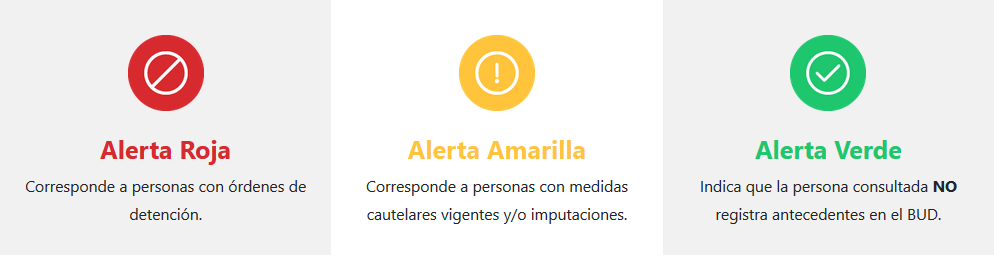 Alerta Roja
Corresponde a personas con órdenes de
detención.
Alerta Amarilla
Corresponde a personas con medidas
cautelares vigentes y/o imputaciones.
Alerta Verde
Indica que la persona consultada NO
registra antecedentes en el BUD.